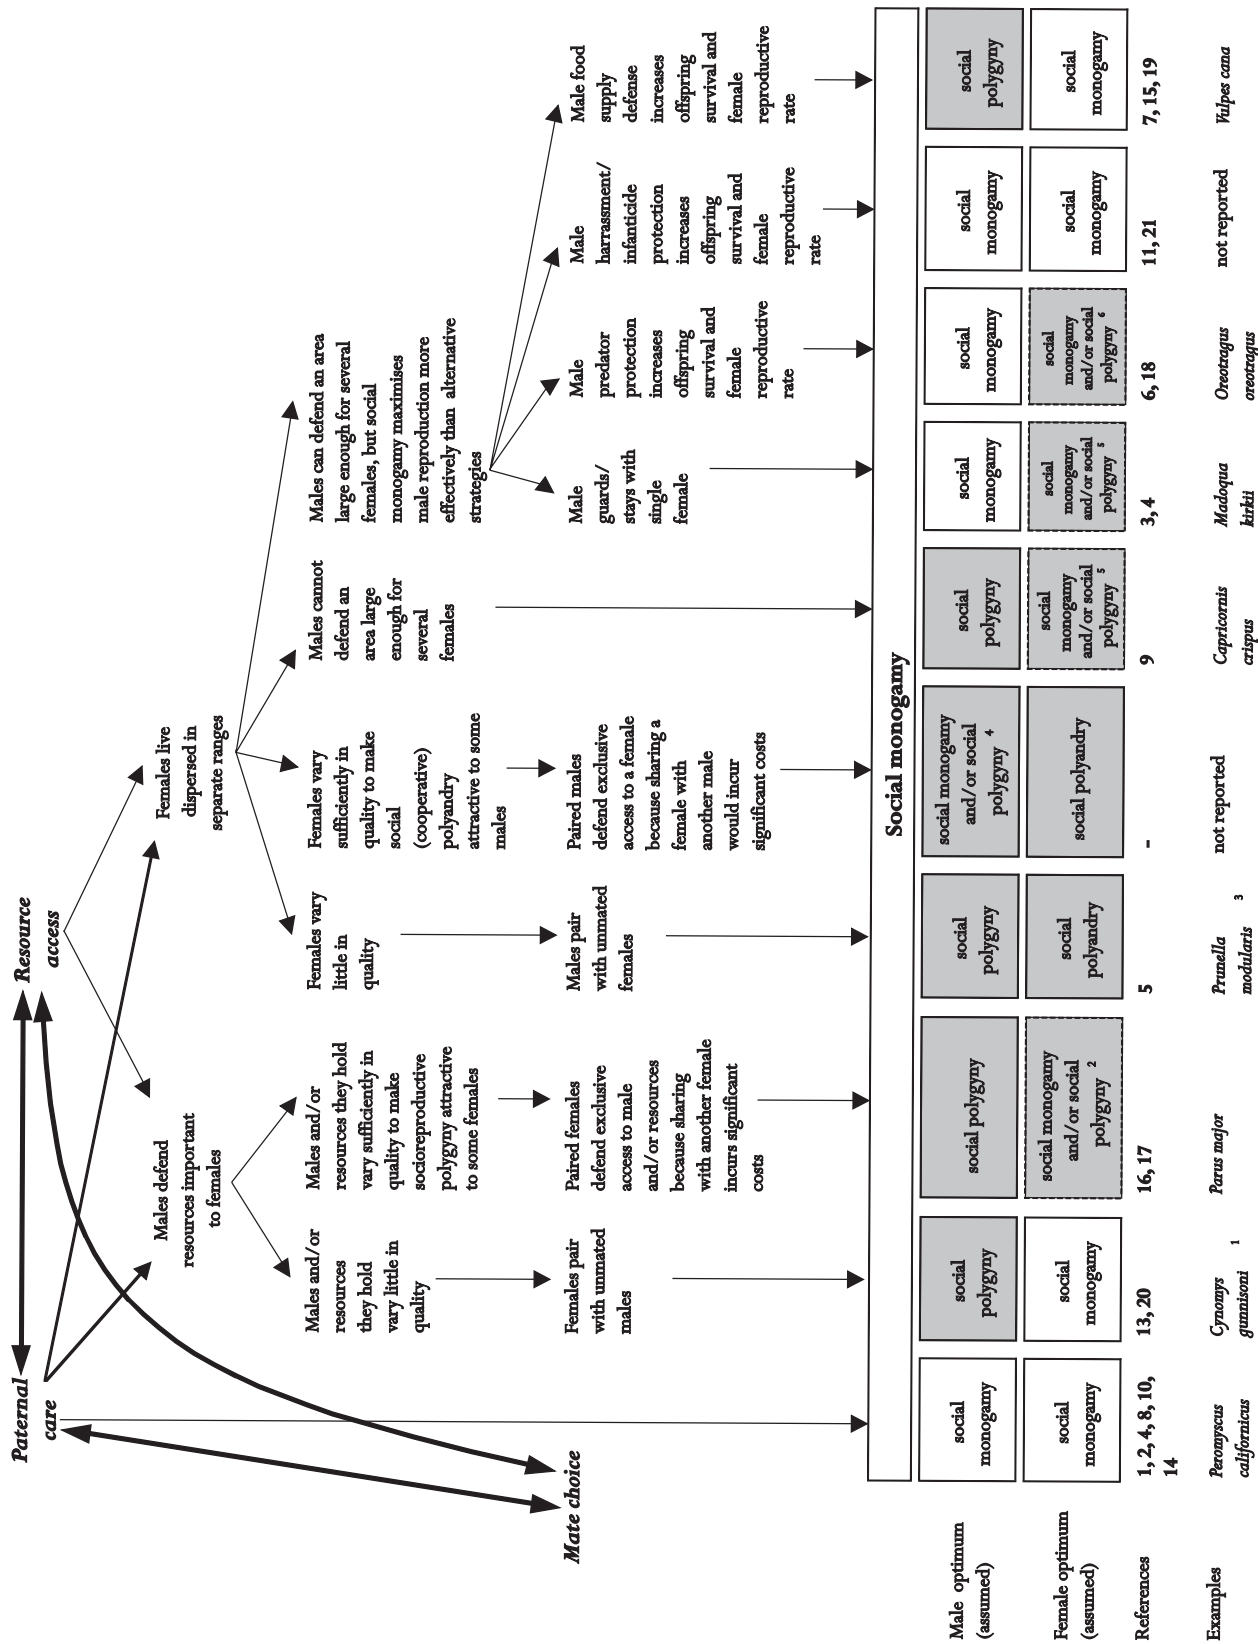 Paternal
care
Resource
access
Mate choice
Males defend
resources important
to females
Females live
dispersed in
separate ranges
Males and/or
resources
they hold
vary little in
quality
Males and/or
resources they hold
vary sufficiently in
quality to make
socioreproductive
polygyny attractive
to some females
Females vary
little in
quality
Females vary
sufficiently in
quality to make
social
(cooperative)
polyandry
attractive to some
males
Males cannot
defend an
area large
enough for
several
females
Males can defend an area
large enough for several
females, but social
monogamy maximises
male reproduction more
effectively than alternative
strategies
Females pair
with unmated
males
Paired females
defend exclusive
access to male
and/or resources
because sharing
with another female
incurs significant
costs
Males pair
with unmated
females
Paired males
defend exclusive
access to a female
because sharing a
female with
another male
would incur
significant costs
Male
guards/
stays with
single
female
Male
predator
protection
increases
offspring
survival and
female
reproductive
rate
Male
harrassment/
infanticide
protection
increases
offspring
survival and
female
reproductive
rate
Male food
supply
defense
increases
offspring
survival and
female
reproductive
rate
Social monogamy
Male optimum
(assumed)
social
monogamy
social
polygyny
social polygyny
social
polygyny
social monogamy
and/or social
polygyny 4
social
polygyny
social
monogamy
social
monogamy
social
monogamy
social
polygyny
Female optimum
(assumed)
social
monogamy
social
monogamy
social monogamy
and/or social
polygyny 2
social
polyandry
social polyandry
social
monogamy
and/or social
polygyny 5
social
monogamy
and/or social
polygyny 5
social
monogamy
and/or social
polygyny 6
social
monogamy
social
monogamy
References
1, 2, 4, 8, 10,
14
13, 20
16, 17
5
-
9
3, 4
6, 18
11, 21
7, 15, 19
Examples
Peromyscus
californicus
Cynomys
gunnisoni 1
Parus major
Prunella
modularis 3
not reported
Capricornis
crispus
Madoqua
kirkii
Oreotragus
oreotragus
not reported
Vulpes cana